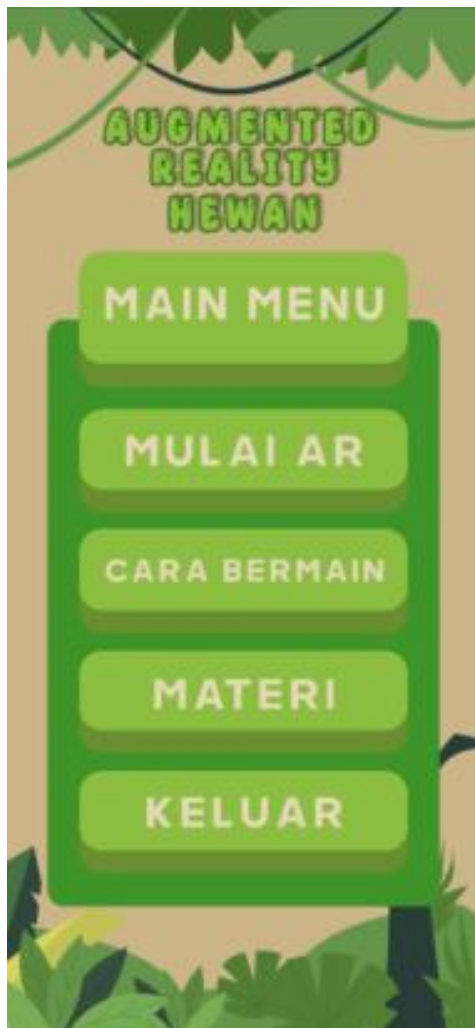 AUGMENTED
REALITY
HEWAN
MAIN MENU
MULAI AR
CARA BERMAIN
MATERI
KELUAR